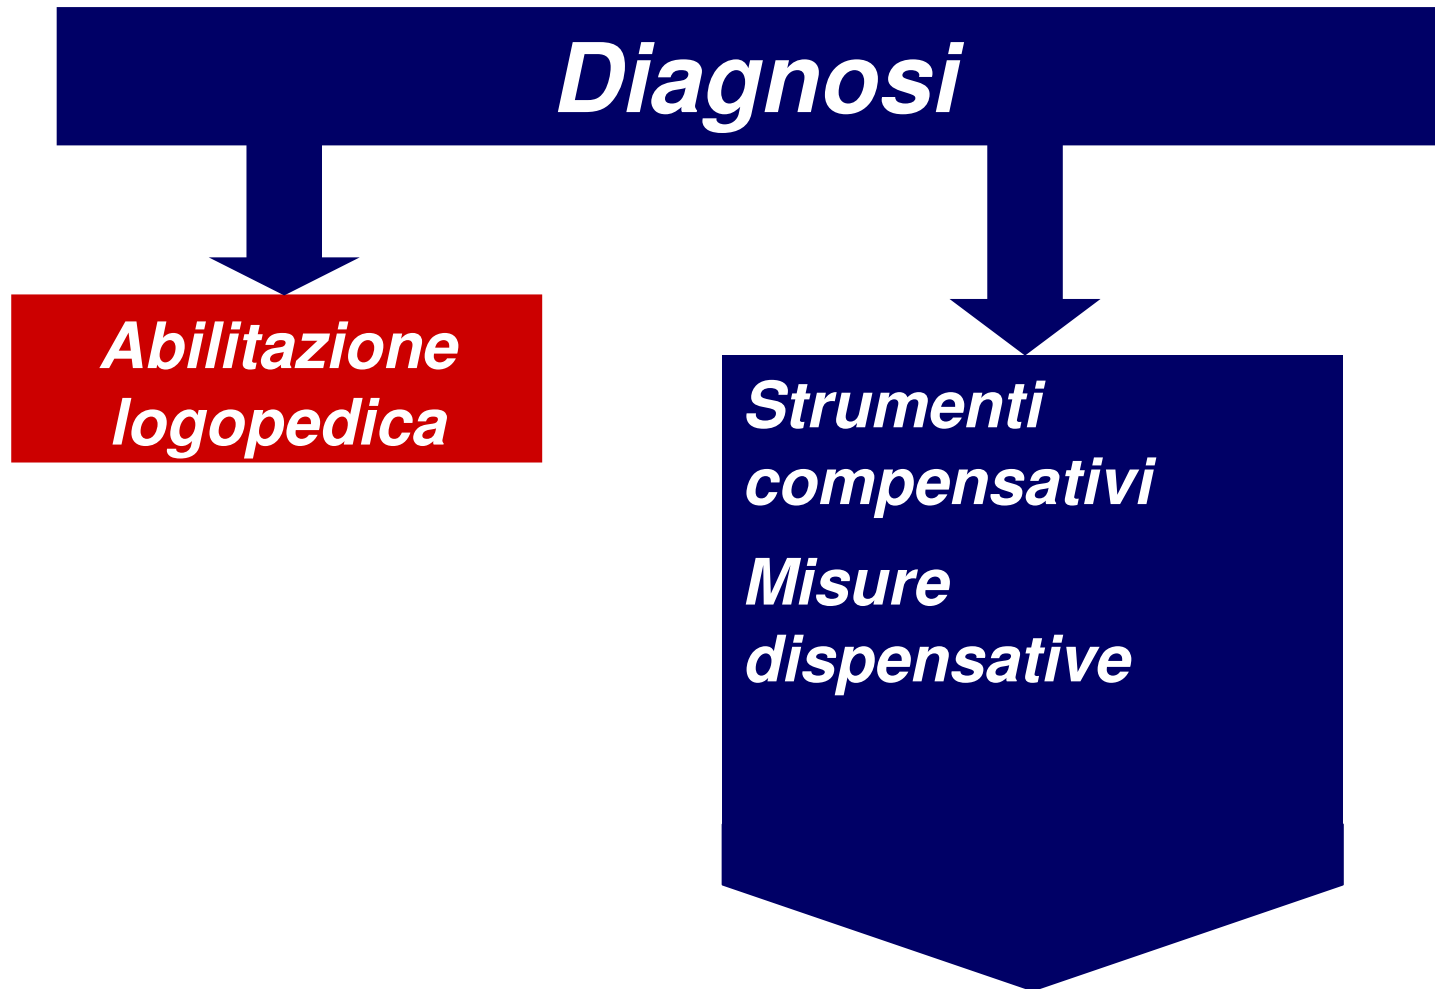 Diagnosi
Abilitazione
logopedica
Strumenti
compensativi
Misure
dispensative